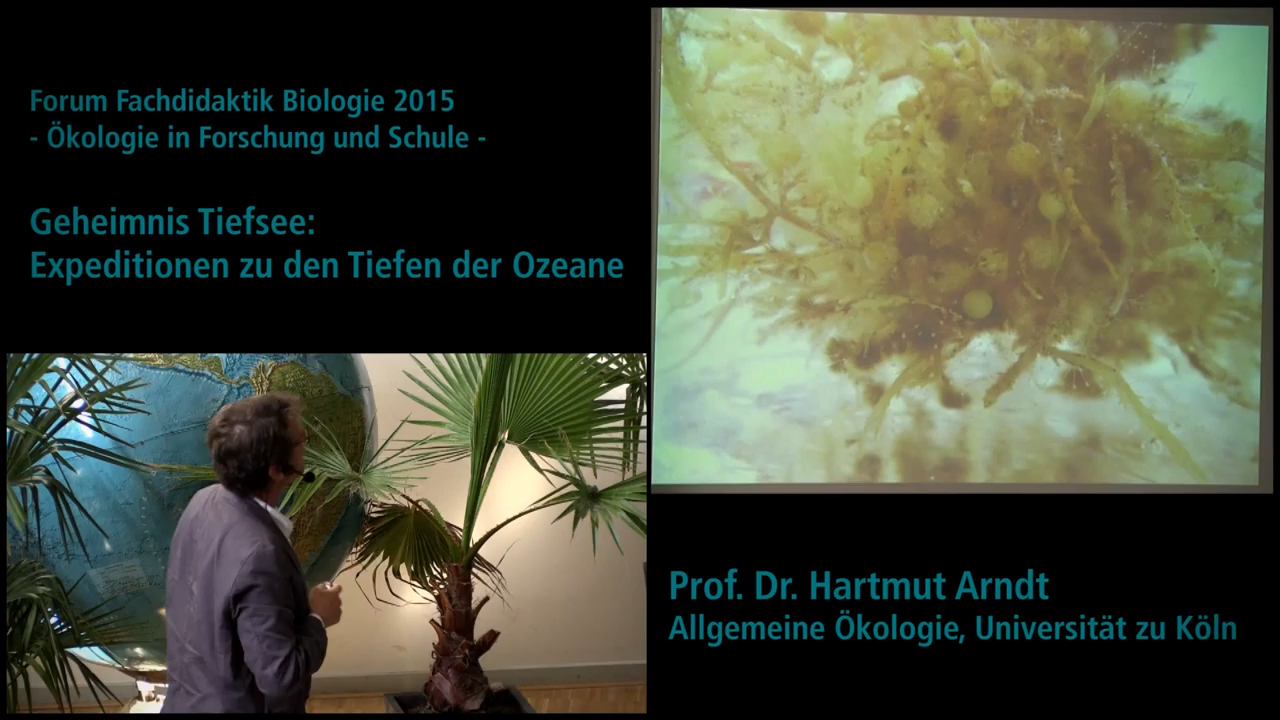 Forum Fachdidaktik Biologie 2015
- Ökologie in Forschung und Schule -
Geheimnis Tiefsee:
Expeditionen zu den Tiefen der Ozeane
Prof. Dr. Hartmut Arndt
Allgemeine Ökologie, Universität zu Köln